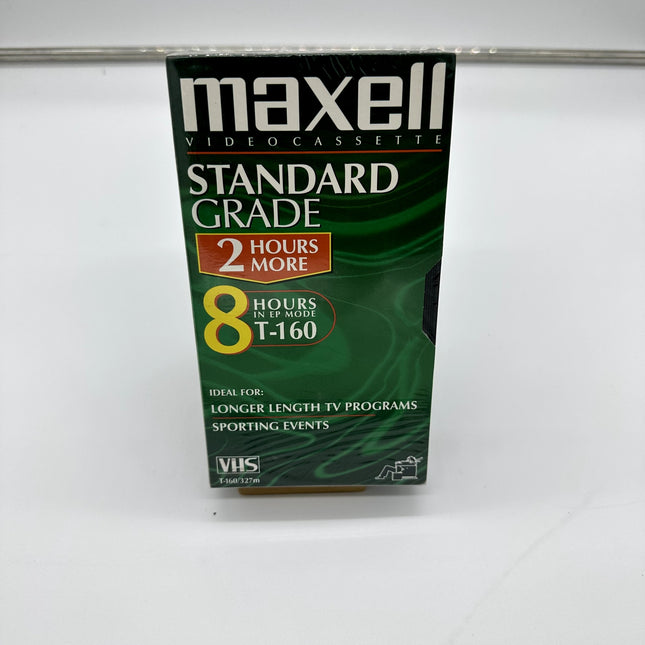 maxell
VIDEOCASSETTE
STANDARD
GRADE
2 HOURS
MORE
8 HOURS
IN EP MODE
T-160
IDEAL FOR:
LONGER LENGTH TV PROGRAMS
SPORTING EVENTS
VHS
T-160/327m